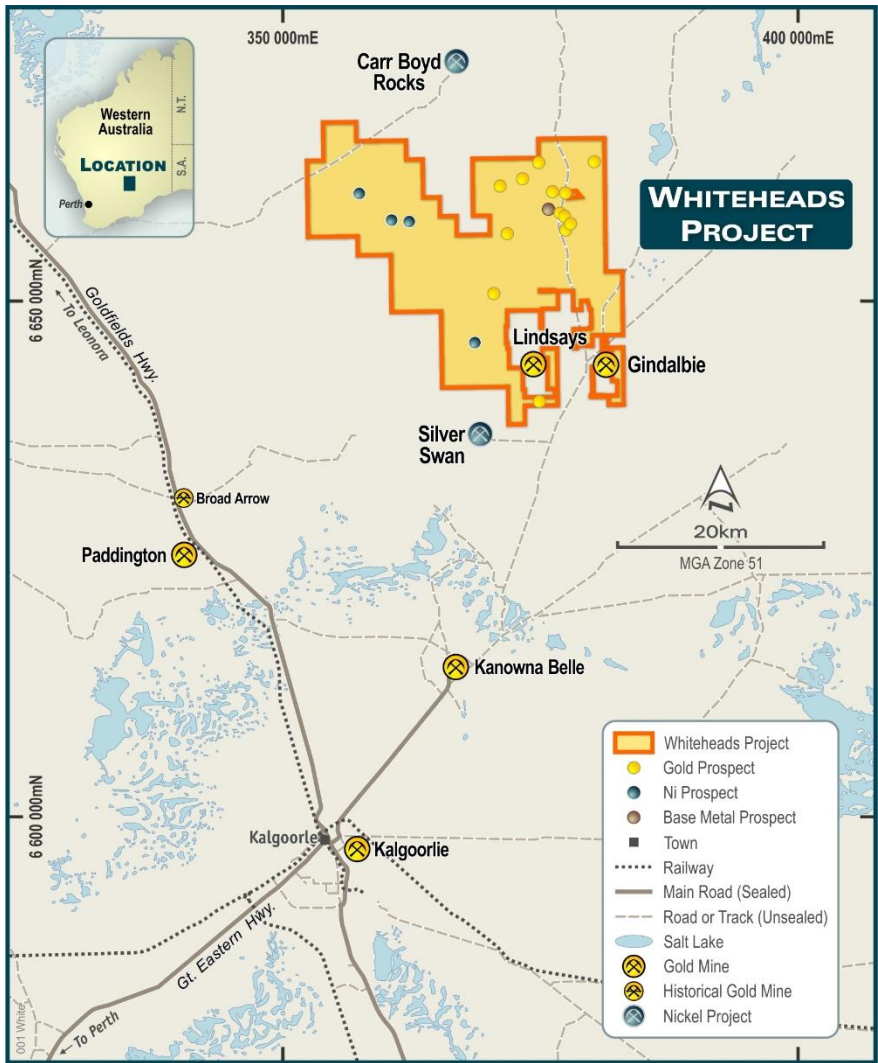 350 000mE
400 000mE
Carr Boyd
Rocks
Western
Australia
N.T.
S.A.
LOCATION
Perth
WHITEHEADS
PROJECT
6 650 000mN
Goldfields Hwy.
← To Leonora
Lindsays
Gindalbie
Silver
Swan
Broad Arrow
Paddington
N
20km
MGA Zone 51
Kanowna Belle
6 600 000mN
Kalgoorlie
Kalgoorlie
Gt. Eastern Hwy.
← To Perth
001 White
Whiteheads Project
Gold Prospect
Ni Prospect
Base Metal Prospect
Town
Railway
Main Road (Sealed)
Road or Track (Unsealed)
Salt Lake
Gold Mine
Historical Gold Mine
Nickel Project